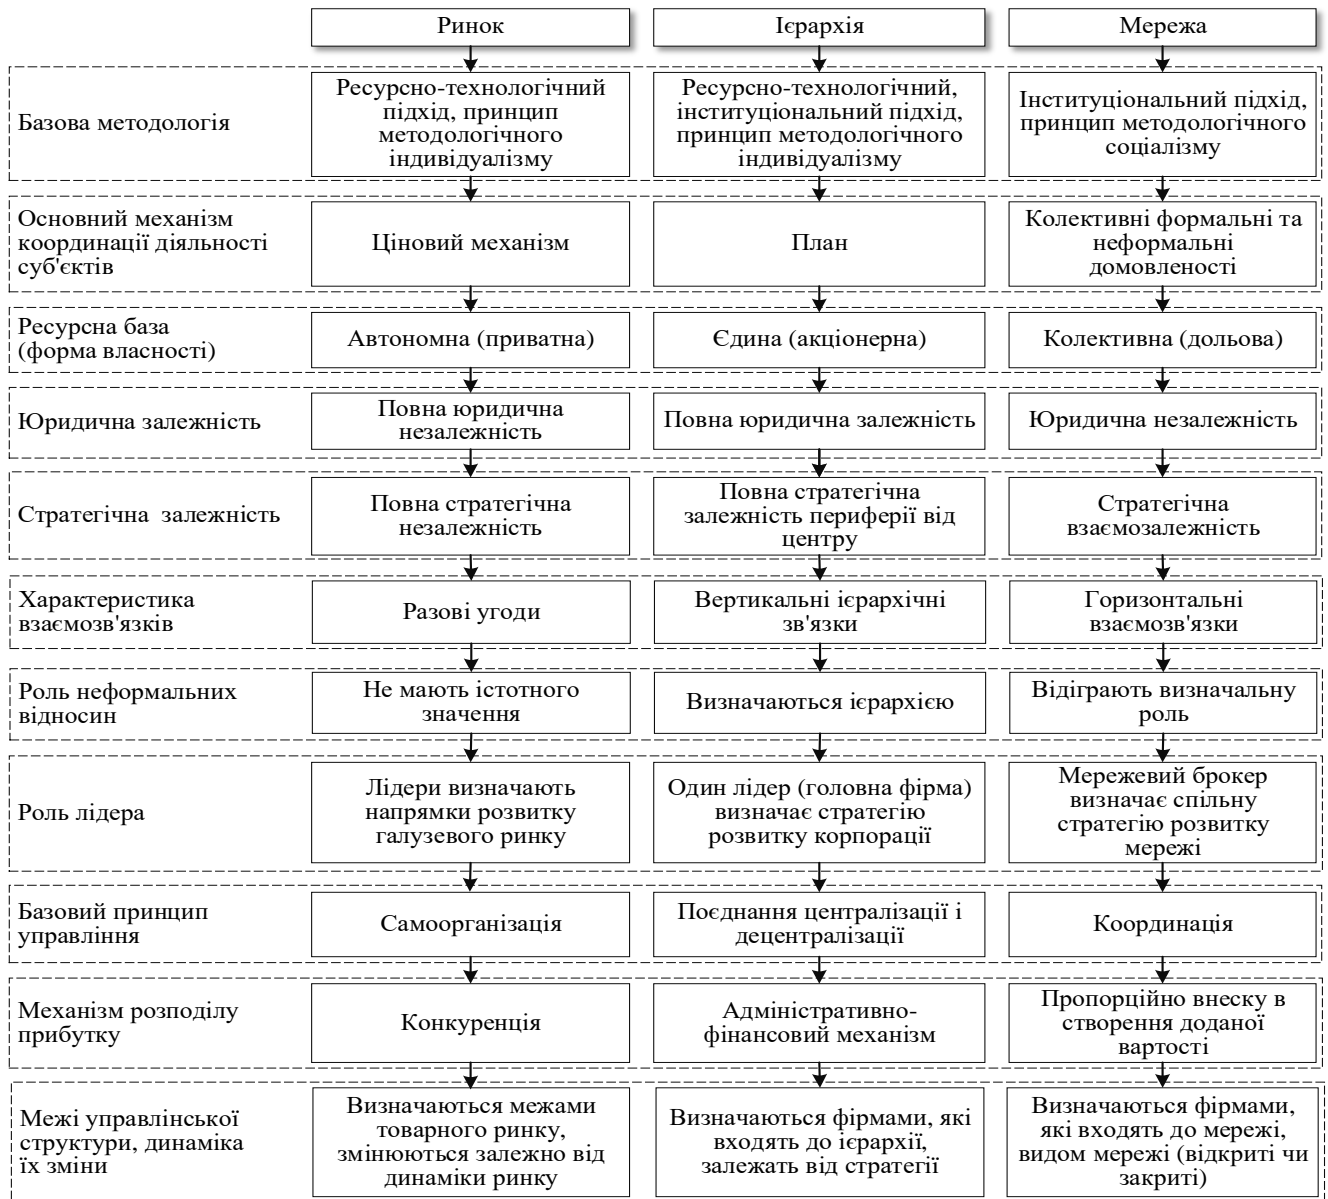 Ринок
Ієрархія
Мережа
Базова методологія
Ресурсно-технологічний
підхід, принцип
методологічного
індивідуалізму
Ресурсно-технологічний,
інституціональний підхід,
принцип методологічного
індивідуалізму
Інституціональний підхід,
принцип методологічного
соціалізму
Основний механізм
координації діяльності
суб'єктів
Ціновий механізм
План
Колективні формальні та
неформальні
домовленості
Ресурсна база
(форма власності)
Автономна (приватна)
Єдина (акціонерна)
Колективна (дольова)
Юридична залежність
Повна юридична
незалежність
Повна юридична залежність
Юридична незалежність
Стратегічна залежність
Повна стратегічна
незалежність
Повна стратегічна
залежність периферії від
центру
Стратегічна
взаємозалежність
Характеристика
взаємозв'язків
Разові угоди
Вертикальні ієрархічні
зв'язки
Горизонтальні
взаємозв'язки
Роль неформальних
відносин
Не мають істотного
значення
Визначаються ієрархією
Відіграють визначальну
роль
Роль лідера
Лідери визначають
напрямки розвитку
галузевого ринку
Один лідер (головна фірма)
визначає стратегію
розвитку корпорації
Мережевий брокер
визначає спільну
стратегію розвитку
мережі
Базовий принцип
управління
Самоорганізація
Поєднання централізації і
децентралізації
Координація
Механізм розподілу
прибутку
Конкуренція
Адміністративно-
фінансовий механізм
Пропорційно внеску в
створення доданої
вартості
Межі управлінської
структури, динаміка
їх зміни
Визначаються межами
товарного ринку,
змінюються залежно від
динаміки ринку
Визначаються фірмами, які
входять до ієрархії,
залежать від стратегії
Визначаються фірмами,
які входять до мережі,
видом мережі (відкриті чи
закриті)